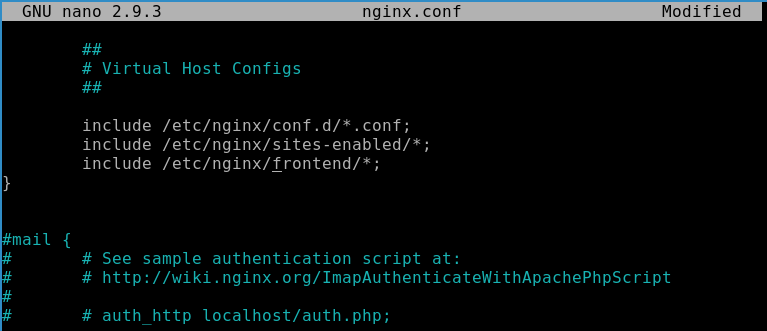 GNU nano 2.9.3 nginx.conf Modified
##
# Virtual Host Configs
##
include /etc/nginx/conf.d/*.conf;
include /etc/nginx/sites-enabled/*;
include /etc/nginx/frontend/*;
}
#mail {
# # See sample authentication script at:
# # http://wiki.nginx.org/ImapAuthenticateWithApachePhpScript
#
# # auth_http localhost/auth.php;